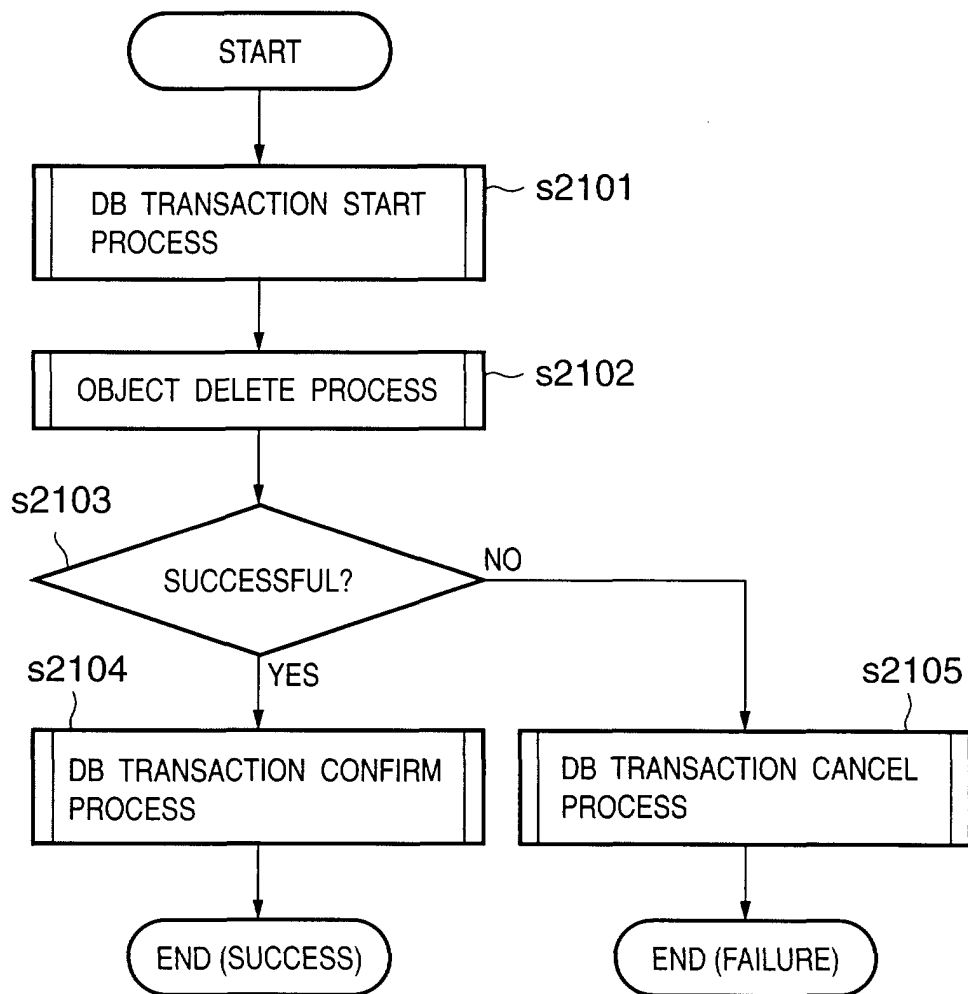 START
DB TRANSACTION START
PROCESS
s2101
OBJECT DELETE PROCESS
s2102
s2103
SUCCESSFUL?
NO
YES
s2104
s2105
DB TRANSACTION CONFIRM
PROCESS
DB TRANSACTION CANCEL
PROCESS
END (SUCCESS)
END (FAILURE)